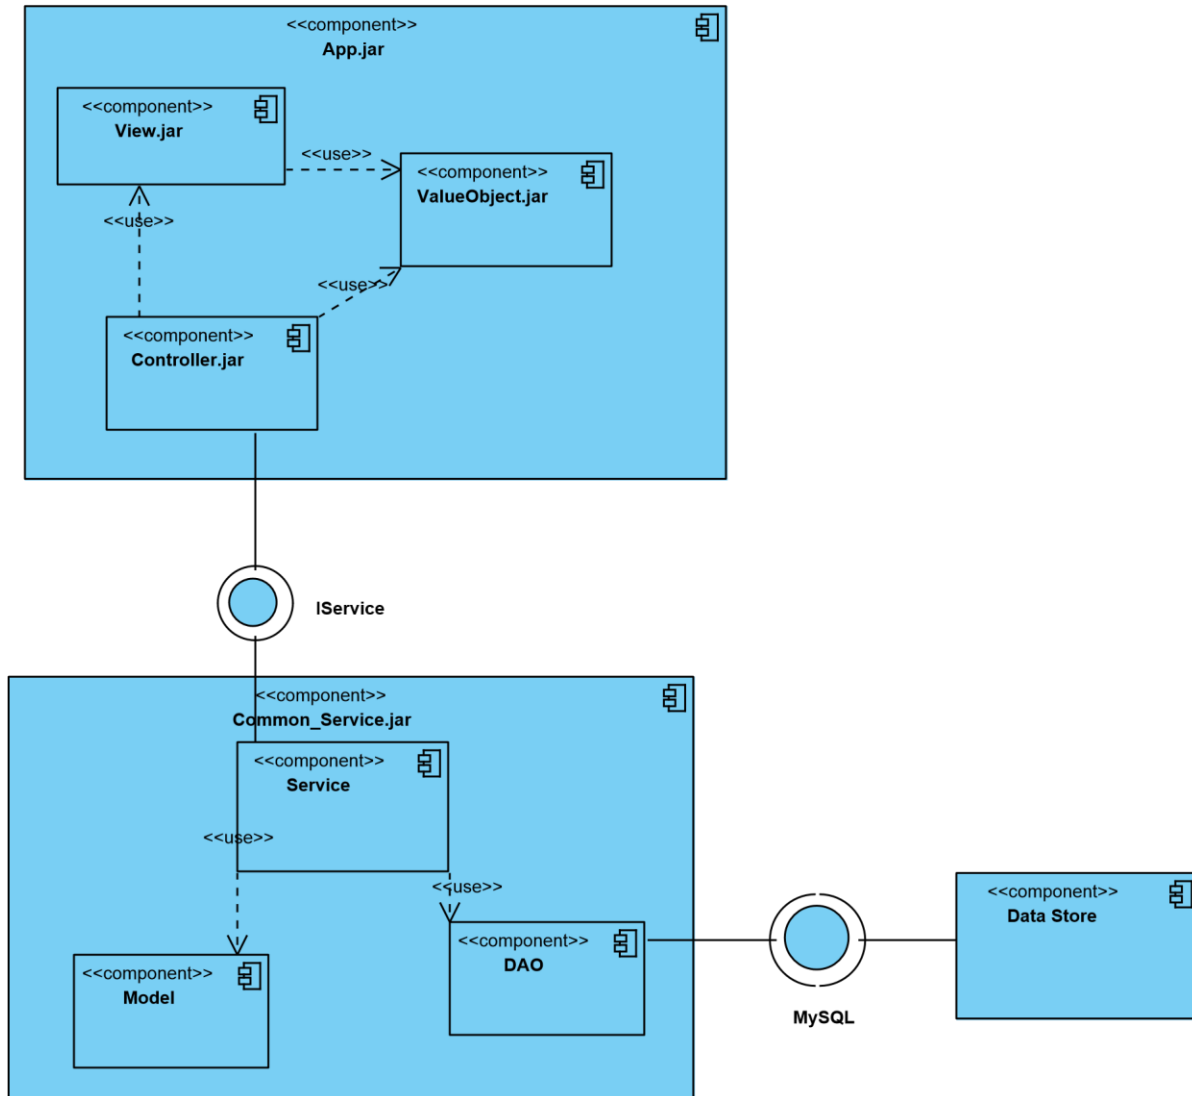 <<component>>
App.jar
<<component>>
View.jar
<<use>>
<<component>>
ValueObject.jar
<<use>>
<<use>>
<<component>>
Controller.jar
IService
<<component>>
Common_Service.jar
<<component>>
Service
<<use>>
<<use>>
<<component>>
Data Store
<<component>>
DAO
<<component>>
Model
MySQL